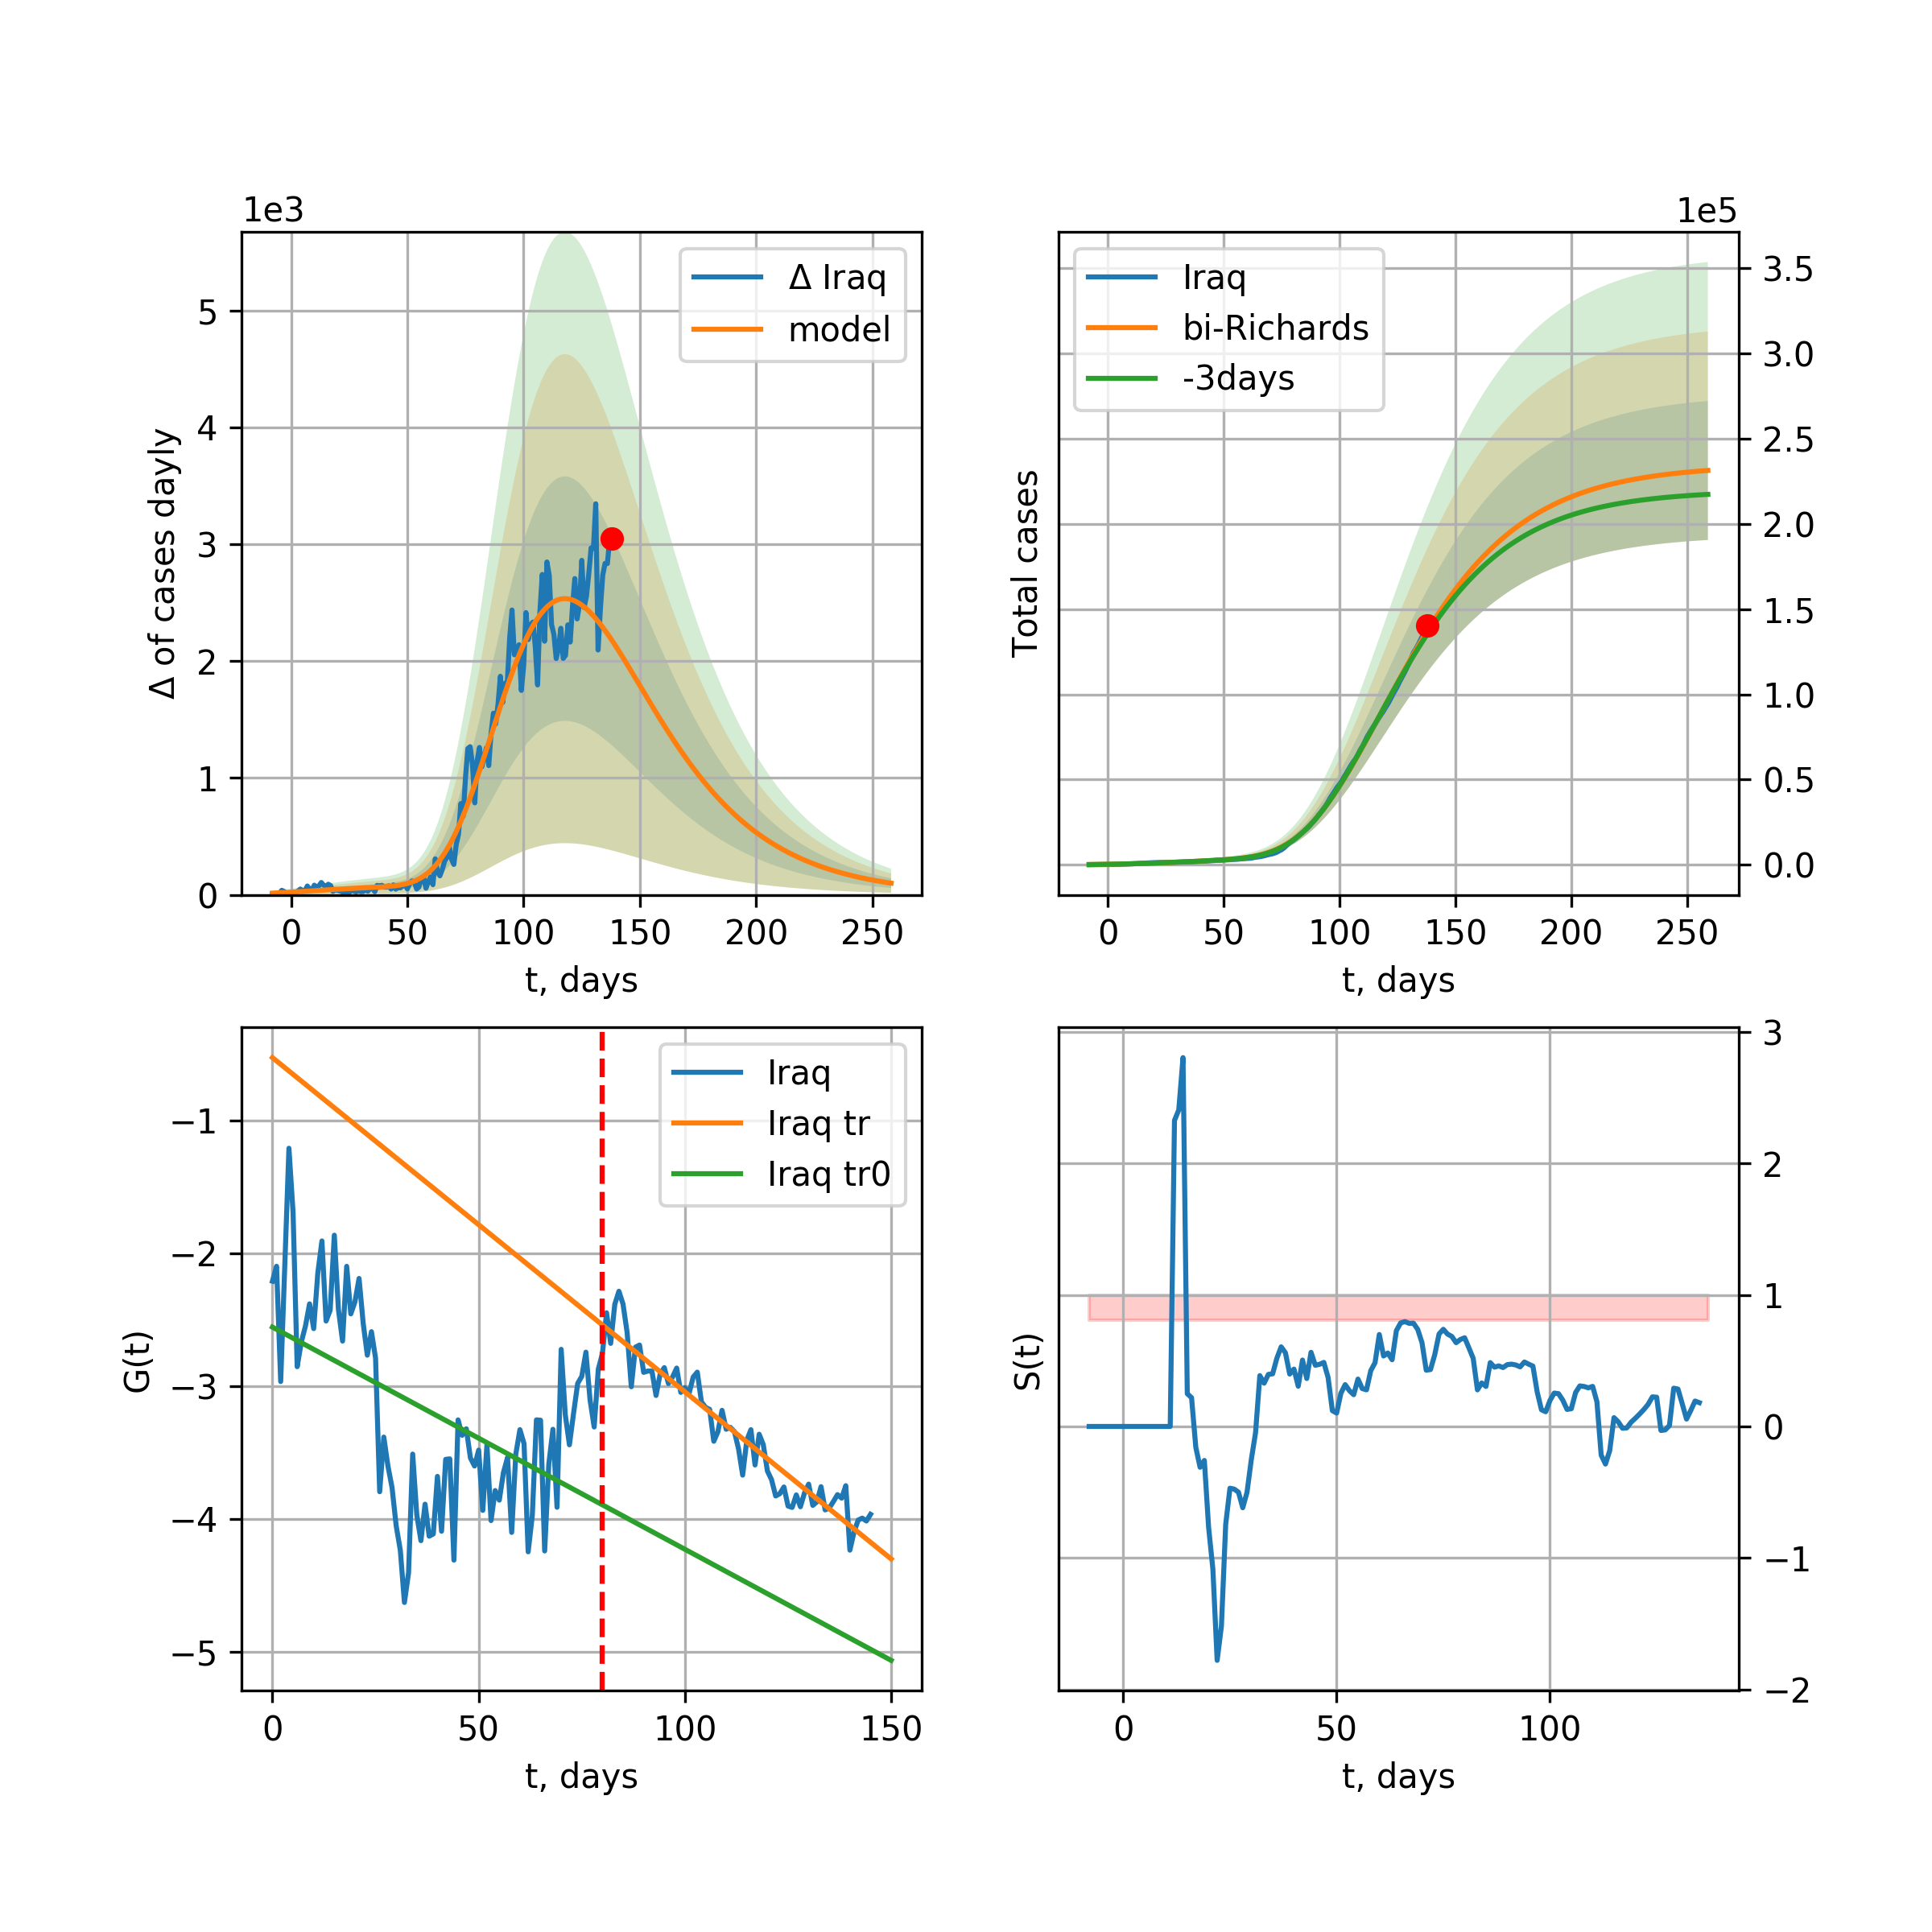 1e3
Δ of cases dayly
5
4
3
2
1
0
0 50 100 150 200 250
t, days
Δ Iraq
model
1e5
Total cases
3.5
3.0
2.5
2.0
1.5
1.0
0.5
0.0
0 50 100 150 200 250
t, days
Iraq
bi-Richards
-3days
G(t)
−1
−2
−3
−4
−5
0 50 100 150
t, days
Iraq
Iraq tr
Iraq tr0
S(t)
3
2
1
0
−1
−2
0 50 100
t, days